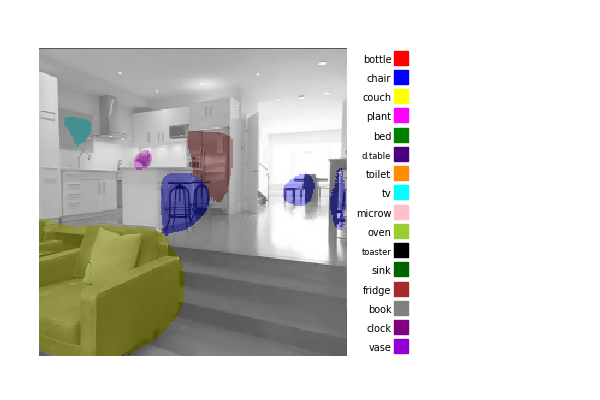 bottle
chair
couch
plant
bed
d.table
toilet
tv
microw
oven
toaster
sink
fridge
book
clock
vase